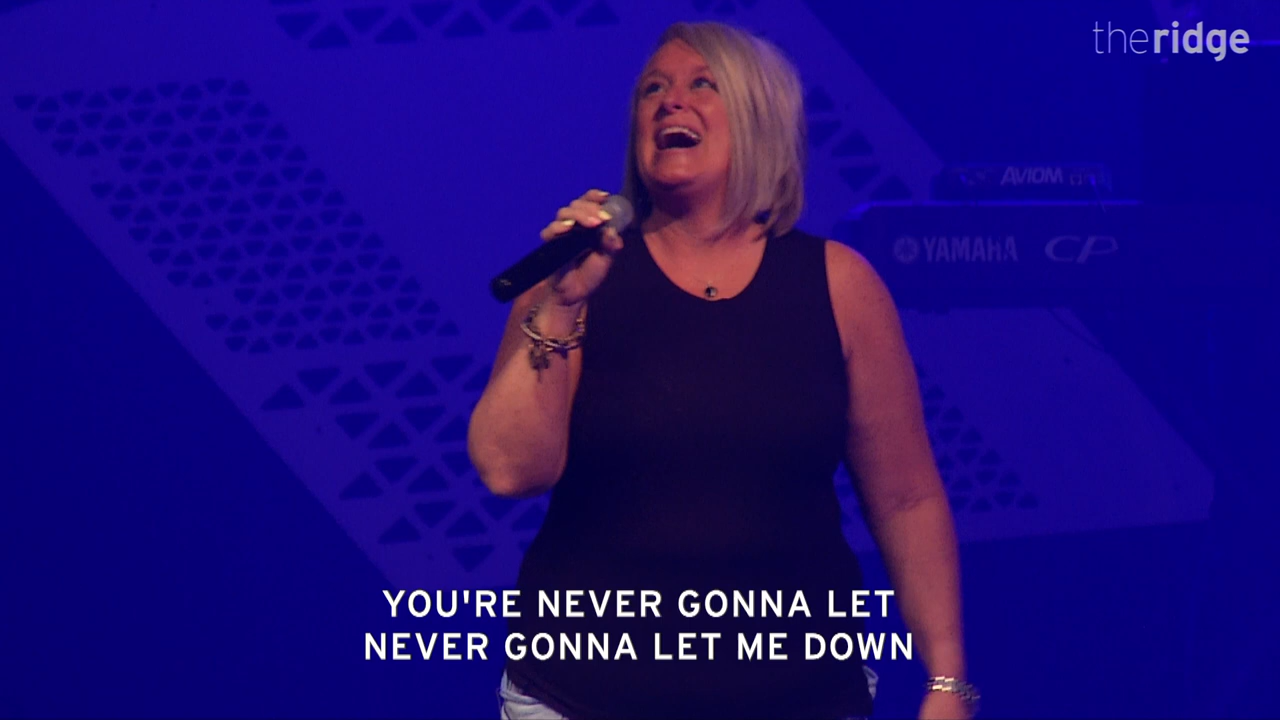 theridge
AVIOM
YAMAHA CP
YOU'RE NEVER GONNA LET
NEVER GONNA LET ME DOWN